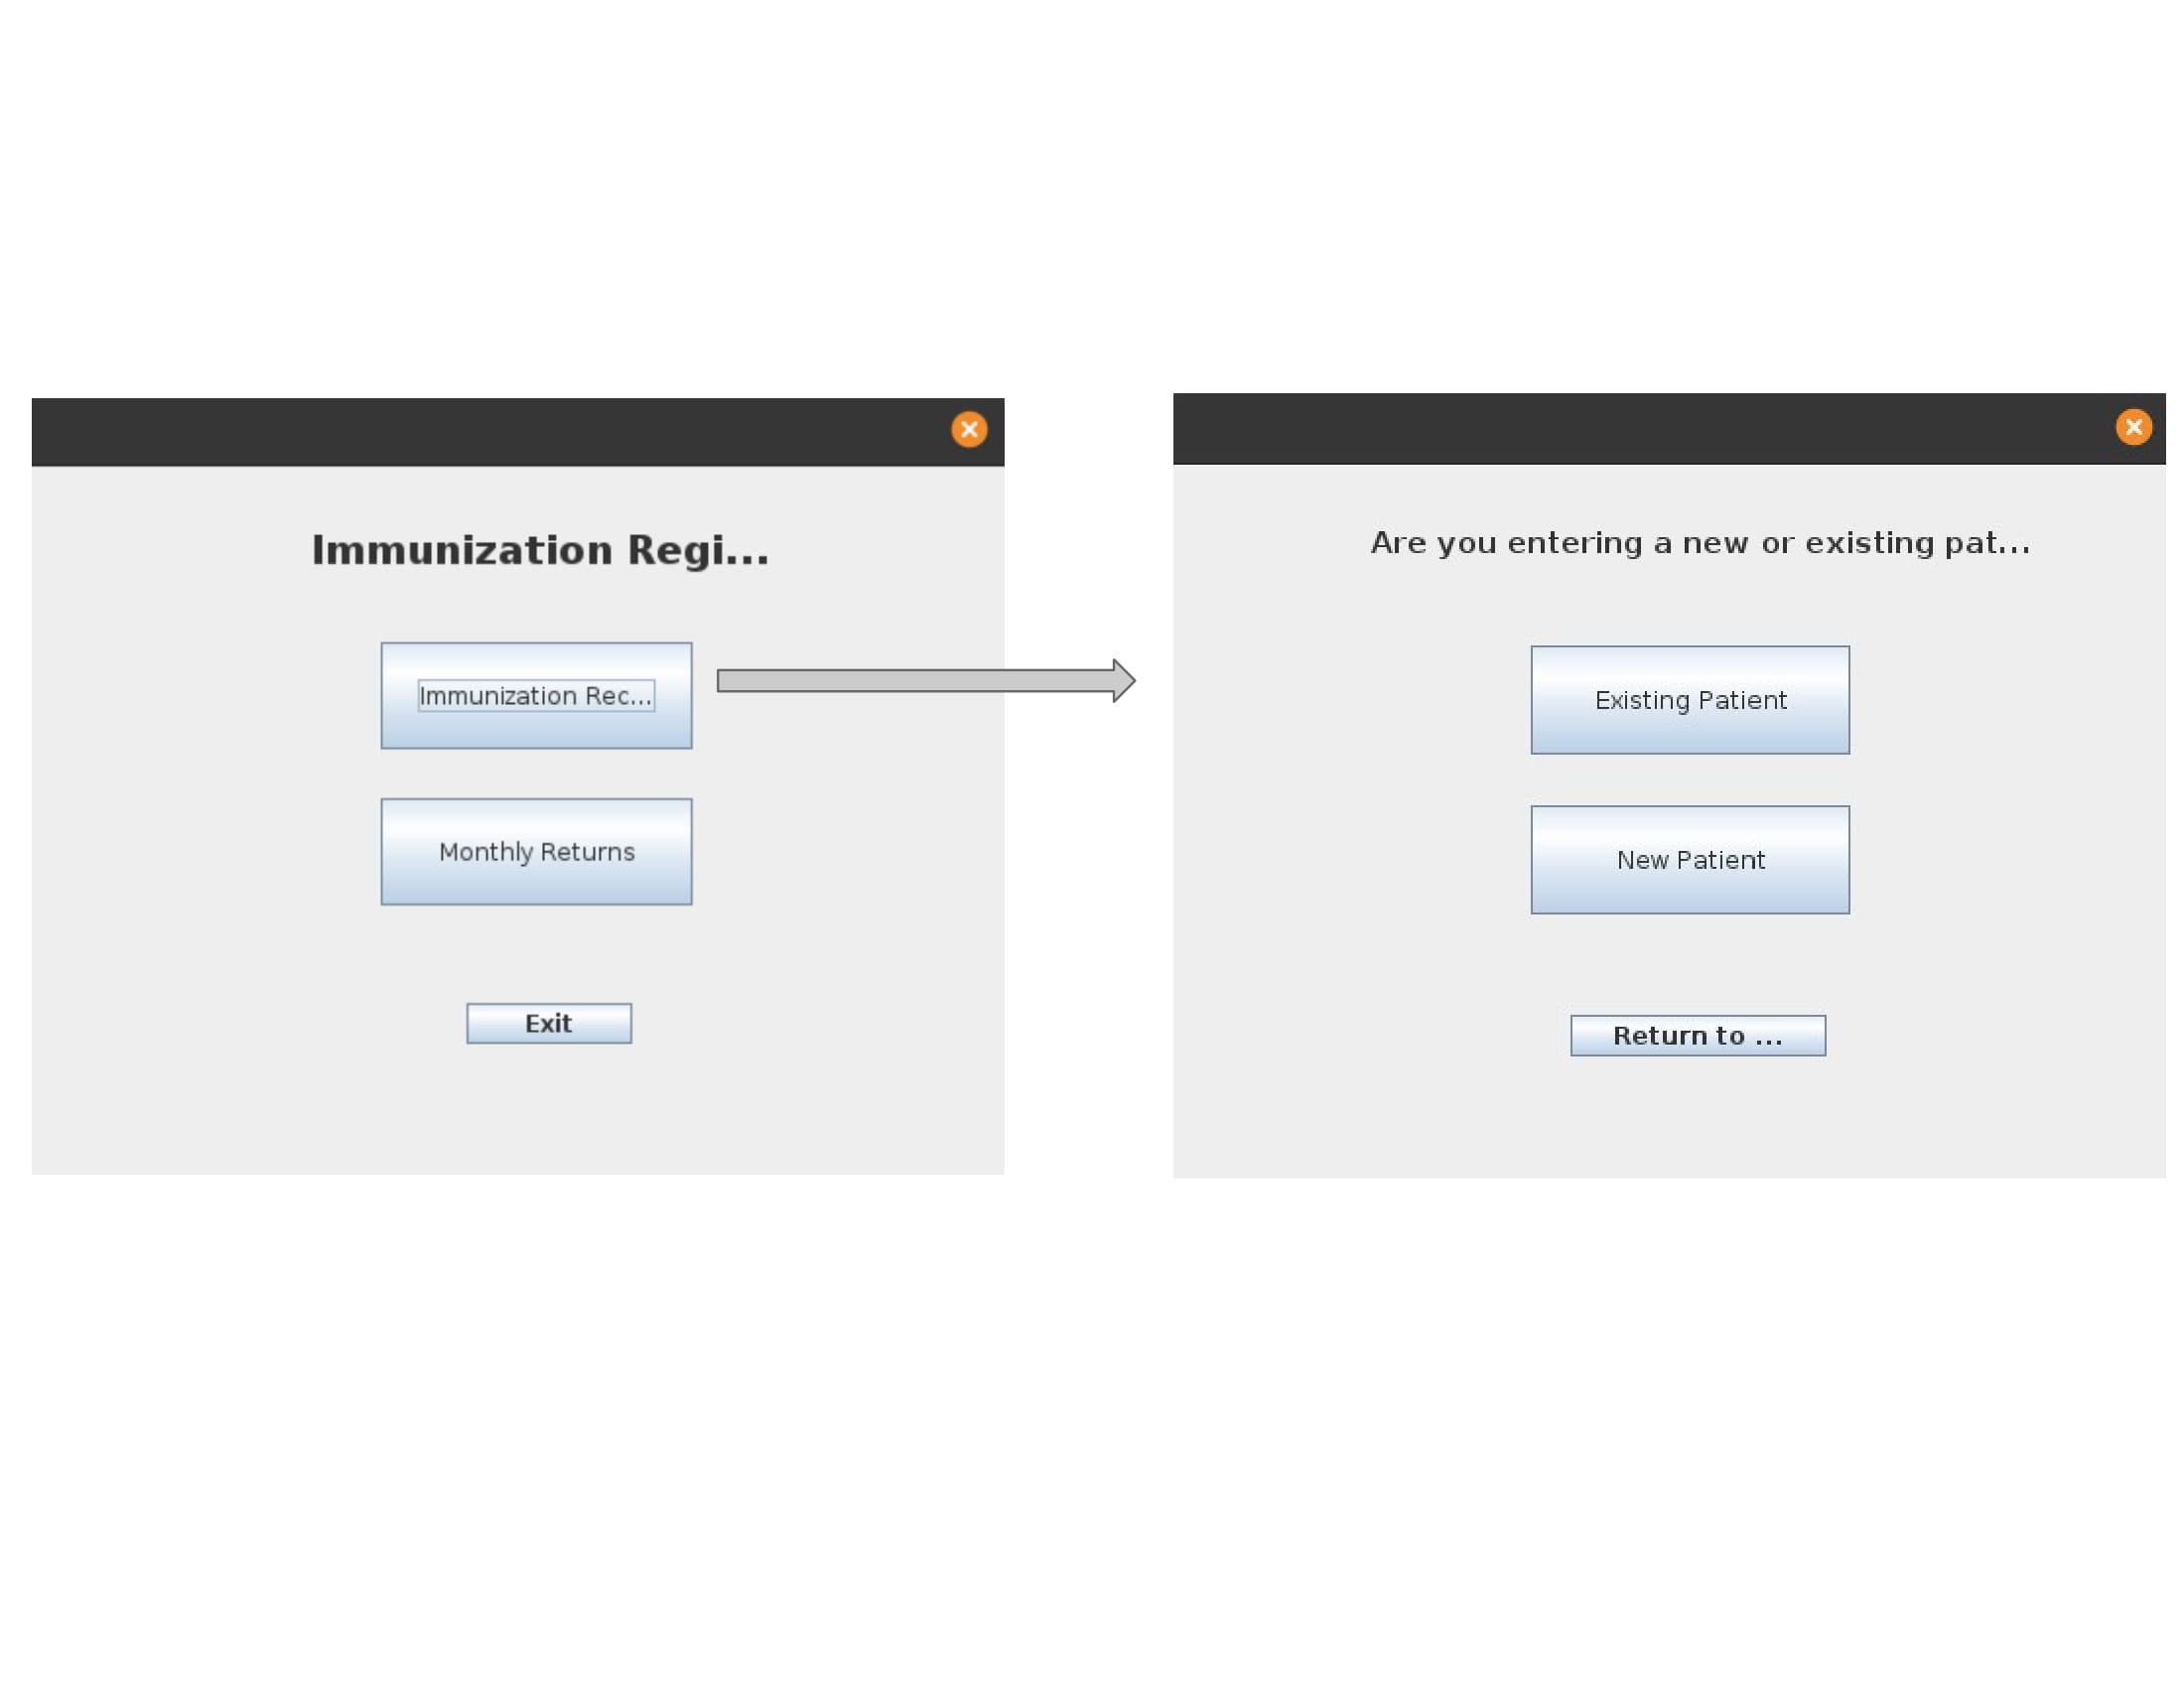 Immunization Regi...
Immunization Rec...
Monthly Returns
Exit
Are you entering a new or existing pat...
Existing Patient
New Patient
Return to ...